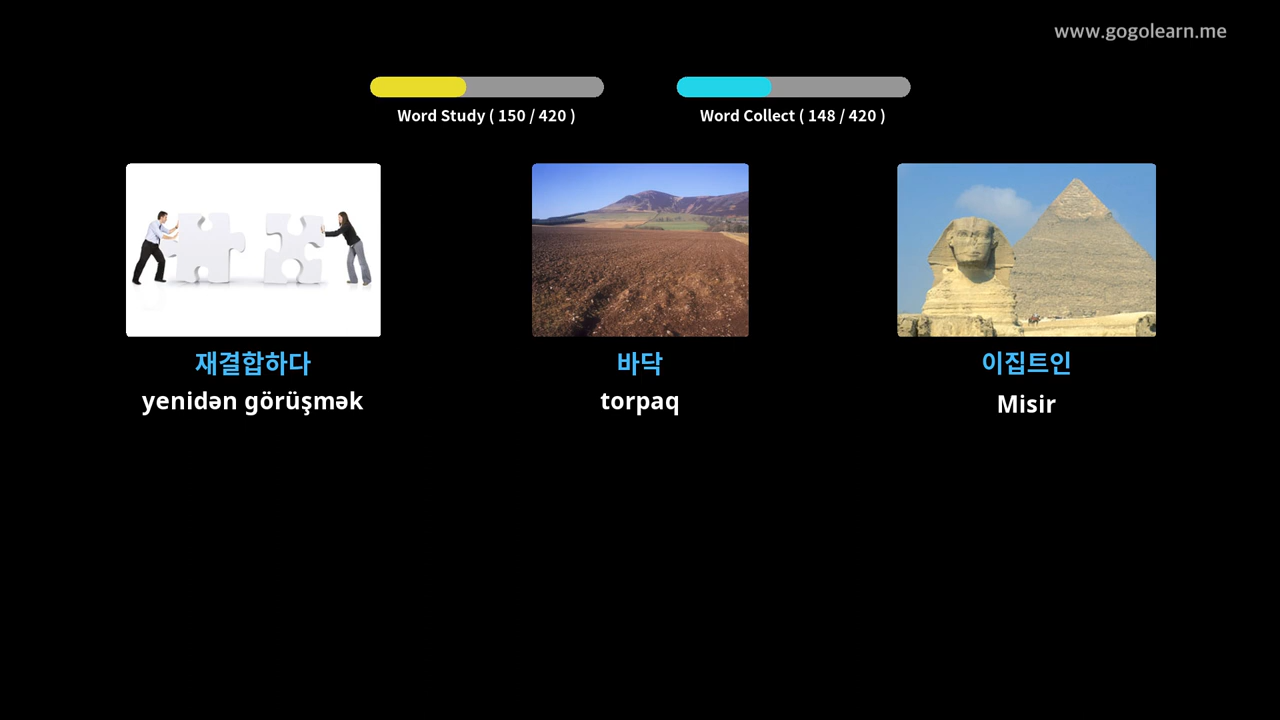 www.gogolearn.me
Word Study ( 150 / 420 )
Word Collect ( 148 / 420 )
재결합하다
yenidən görüşmək
바닥
torpaq
이집트인
Misir